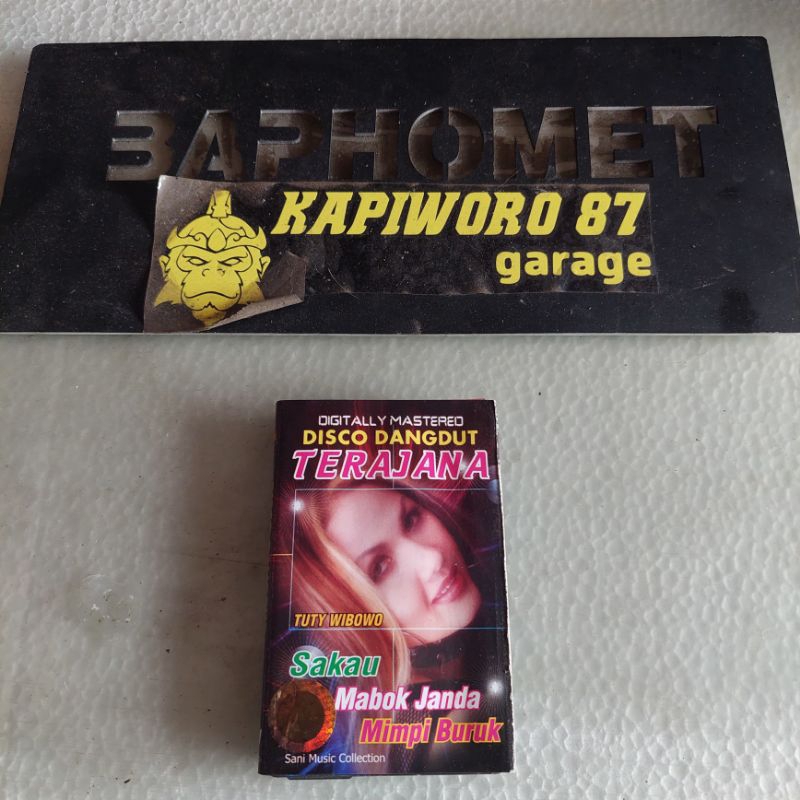 BAPHOMET
KAPIWORO 87
garage
DIGITALLY MASTERED
DISCO DANGDUT
TERAJANA
TUTY WIBOWO
Sakau
Mabok Janda
Mimpi Buruk
Sani Music Collection